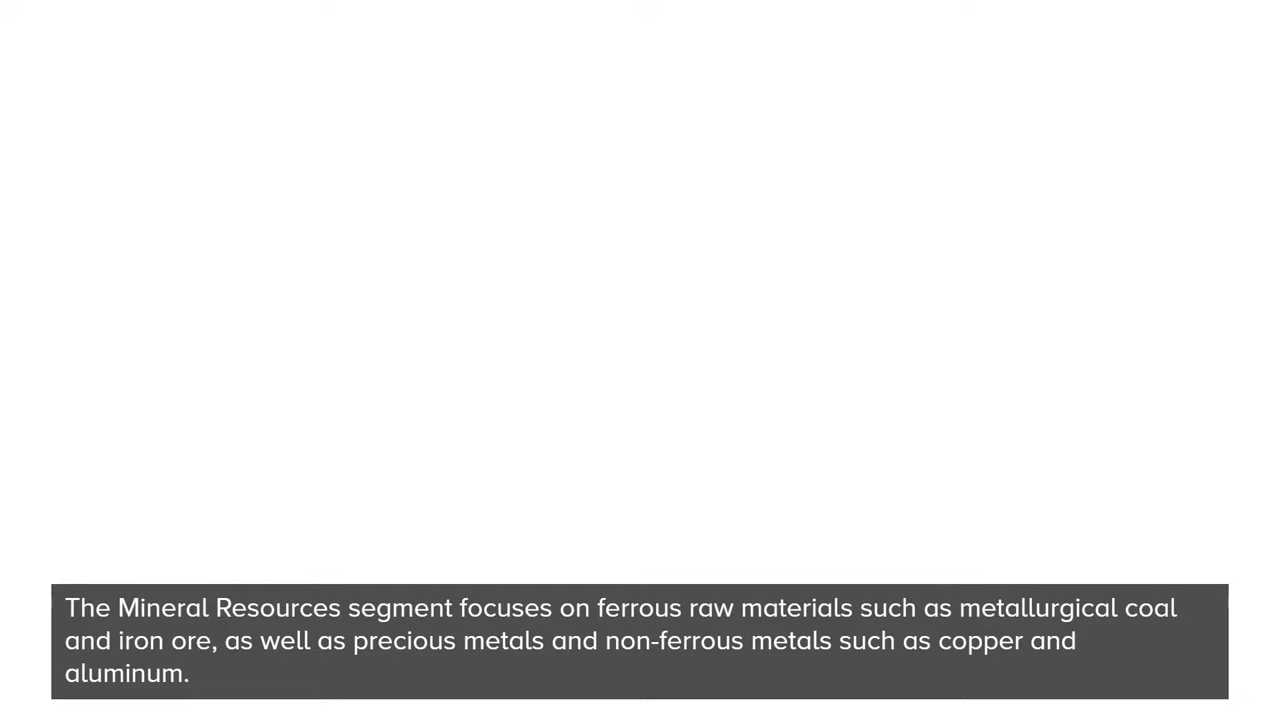 The Mineral Resources segment focuses on ferrous raw materials such as metallurgical coal
and iron ore, as well as precious metals and non-ferrous metals such as copper and
aluminum.